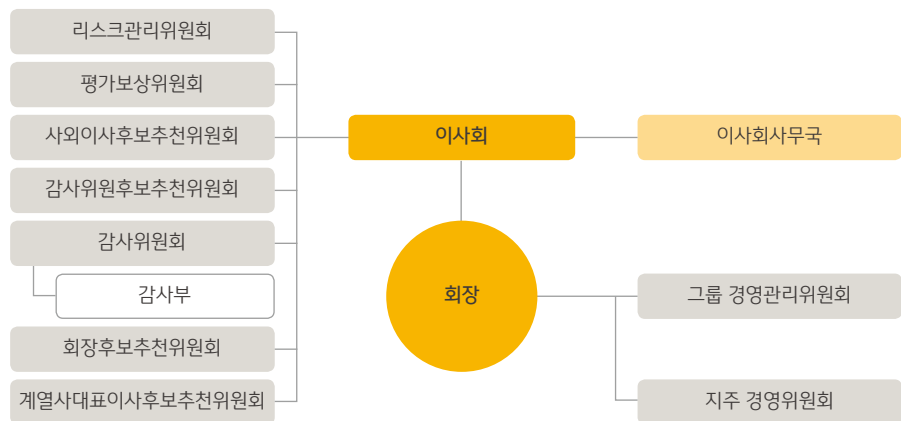 리스크관리위원회
평가보상위원회
사외이사후보추천위원회
감사위원후보추천위원회
감사위원회
감사부
회장후보추천위원회
계열사대표이사후보추천위원회
이사회
회장
이사회사무국
그룹 경영관리위원회
지주 경영위원회